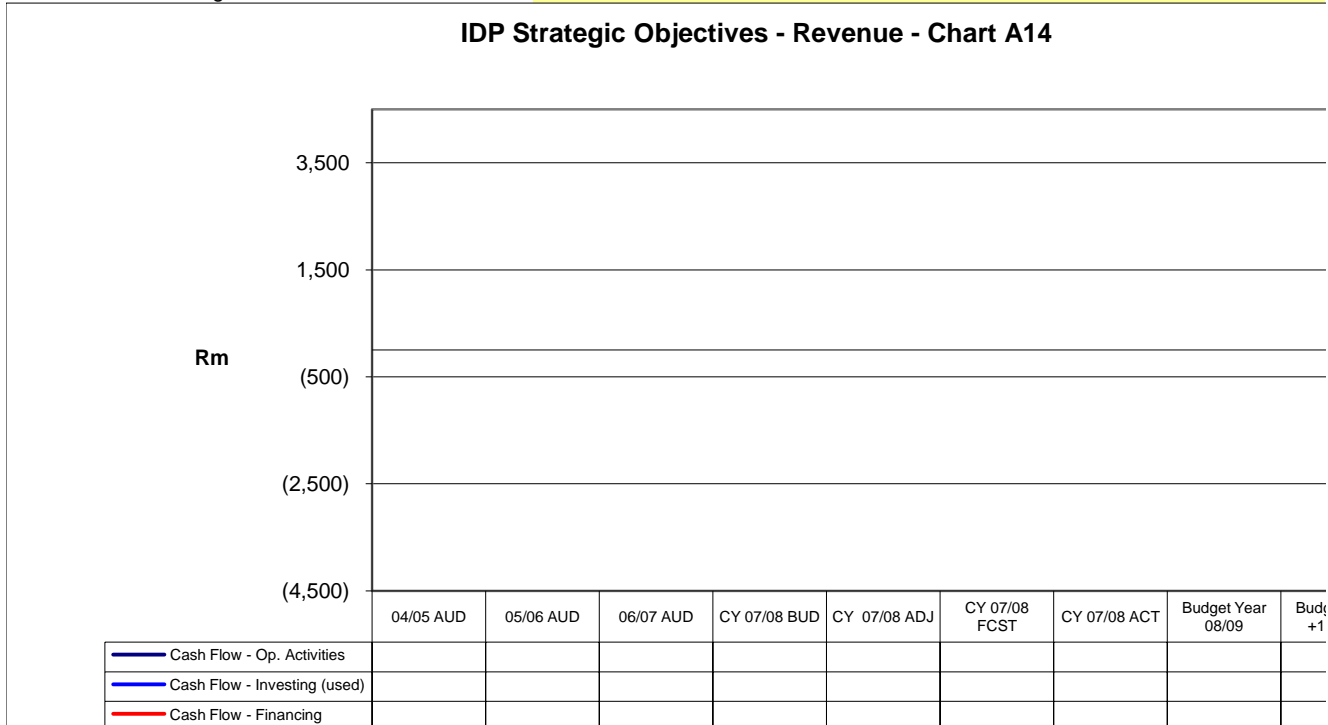 IDP Strategic Objectives - Revenue - Chart A14
3,500
1,500
Rm
(500)
(2,500)
(4,500)
04/05 AUD 05/06 AUD 06/07 AUD CY 07/08 BUD CY 07/08 ADJ CY 07/08 FCST CY 07/08 ACT Budget Year 08/09
+1
Cash Flow - Op. Activities
Cash Flow - Investing (used)
Cash Flow - Financing